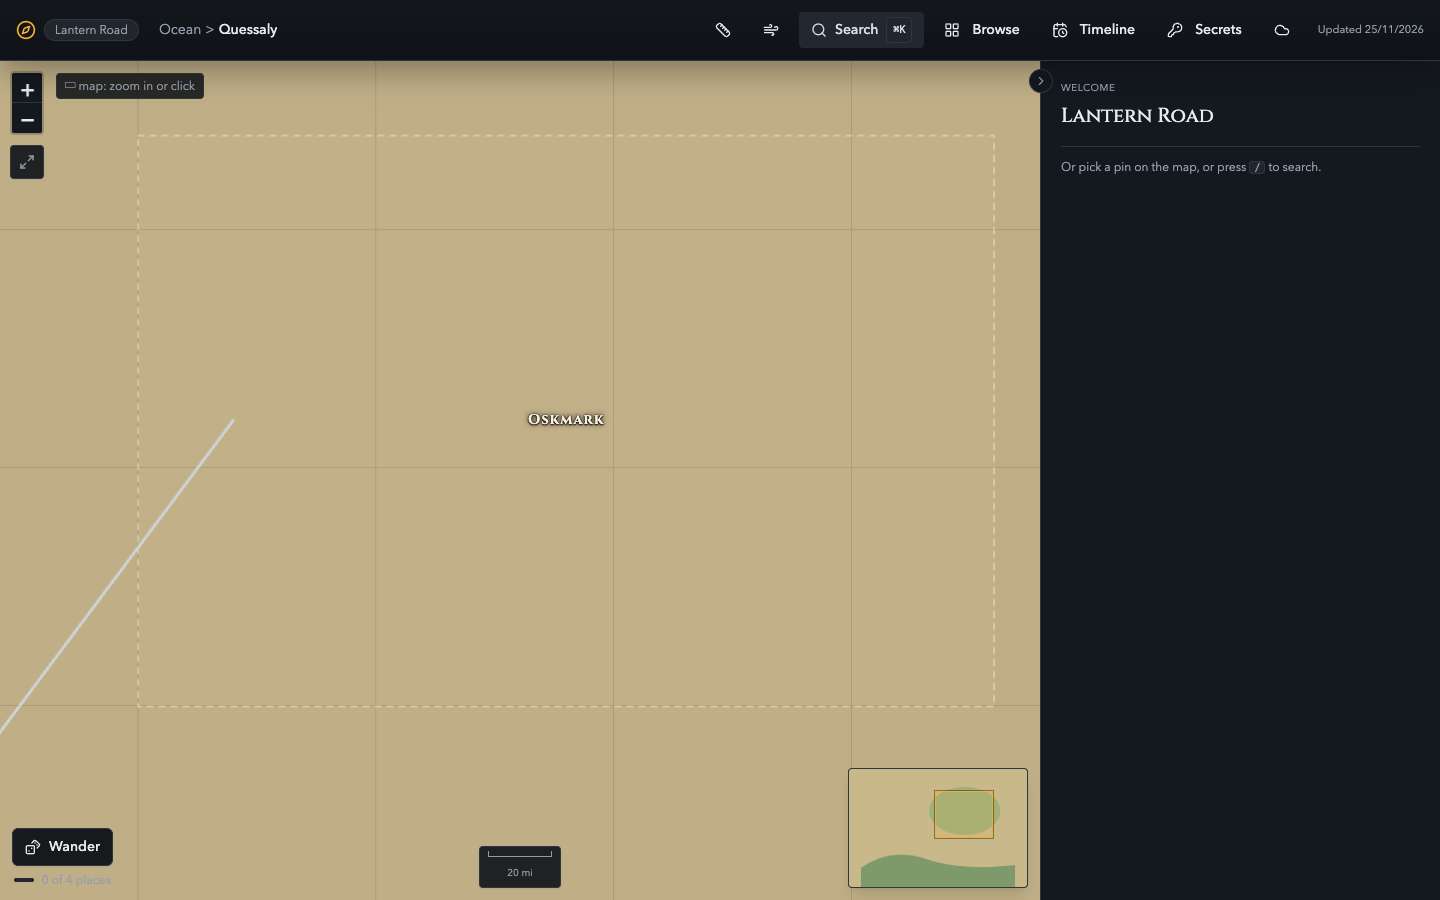 Lantern Road
Ocean > Quessaly
Search ⌘K
Browse
Timeline
Secrets
Updated 25/11/2026
+
−
map: zoom in or click
WELCOME
Lantern Road
Or pick a pin on the map, or press / to search.
Oskmark
Wander
0 of 4 places
20 mi